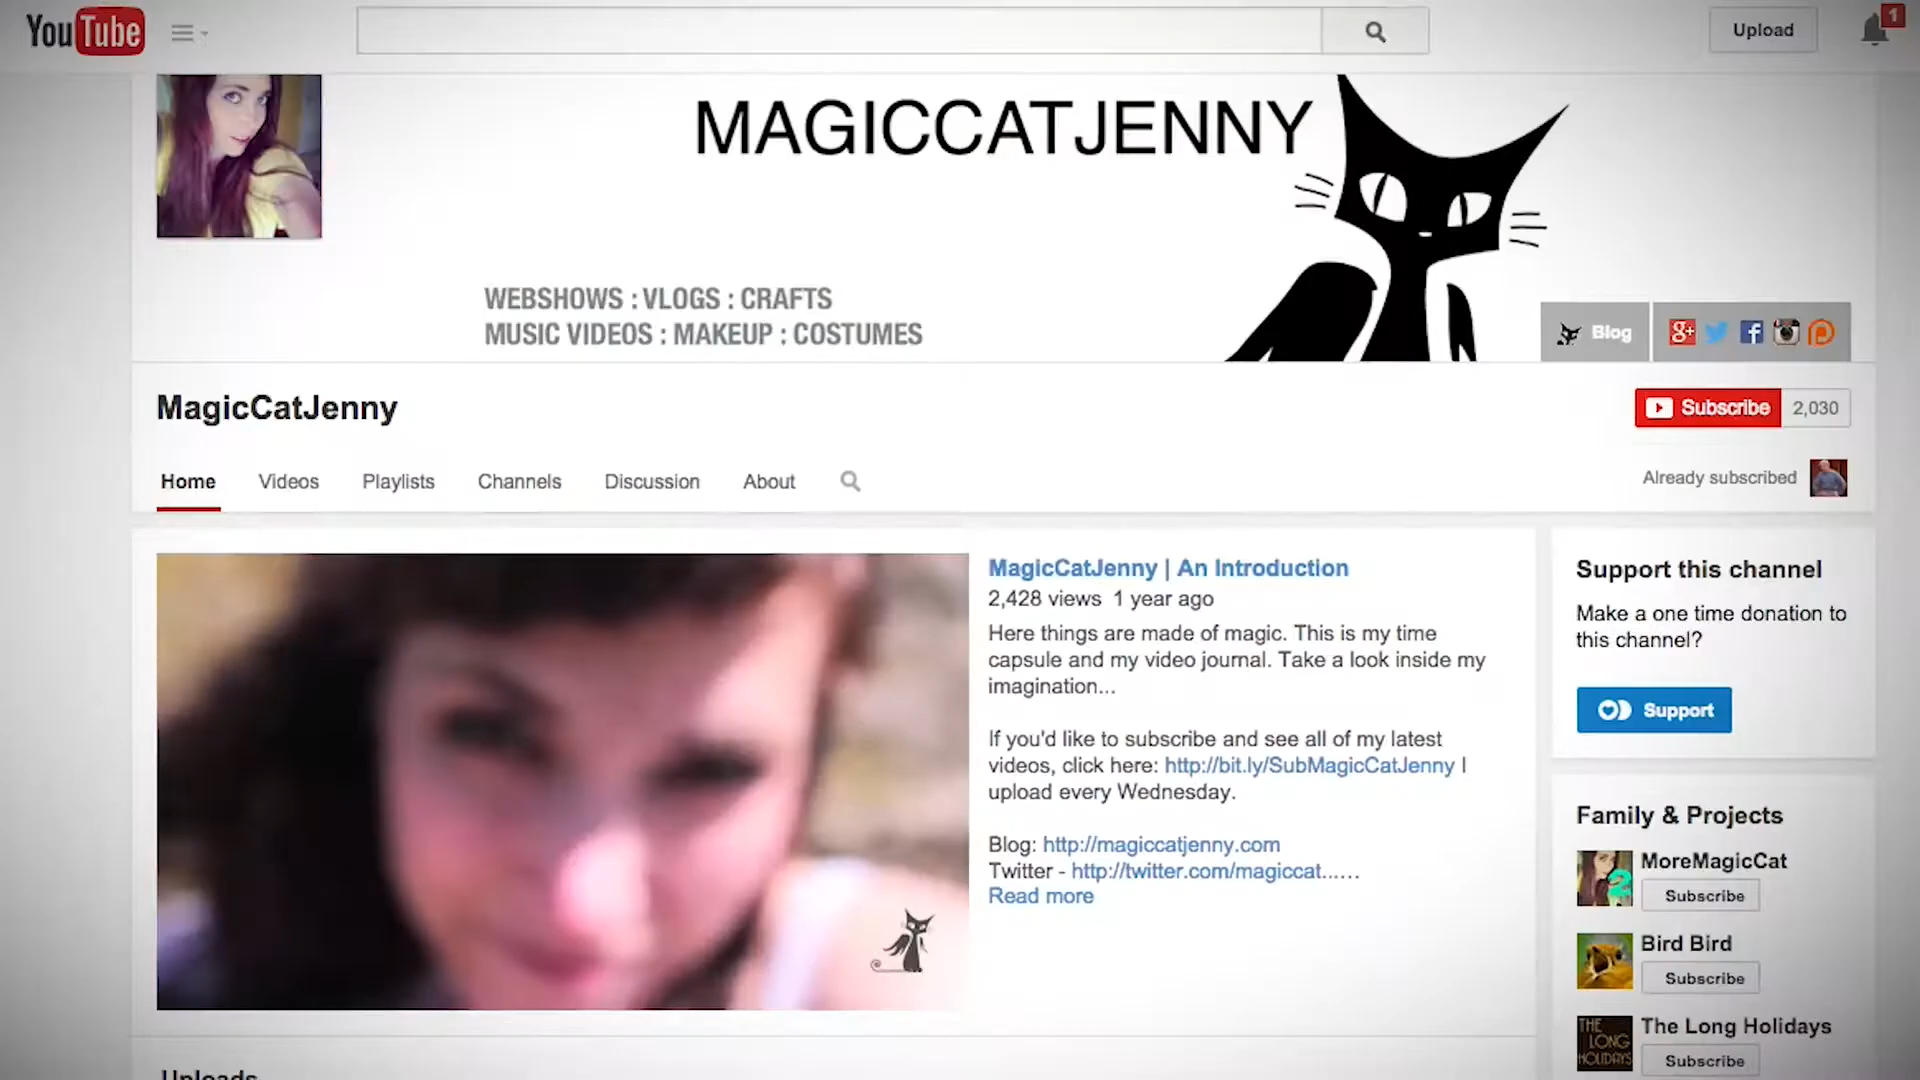 YouTube
Upload
1
MAGICCATJENNY
WEBSHOWS : VLOGS : CRAFTS
MUSIC VIDEOS : MAKEUP : COSTUMES
Blog
g+
MagicCatJenny
Subscribe 2,030
Home Videos Playlists Channels Discussion About
Already subscribed
MagicCatJenny | An Introduction
2,428 views 1 year ago
Here things are made of magic. This is my time
capsule and my video journal. Take a look inside my
imagination...
If you'd like to subscribe and see all of my latest
videos, click here: http://bit.ly/SubMagicCatJenny I
upload every Wednesday.
Blog: http://magiccatjenny.com
Twitter - http://twitter.com/magiccat......
Read more
Support this channel
Make a one time donation to
this channel?
Support
Family & Projects
MoreMagicCat
2
Subscribe
Bird Bird
Subscribe
THE
LONG
HOLIDAYS
The Long Holidays
Subscribe
Uploads